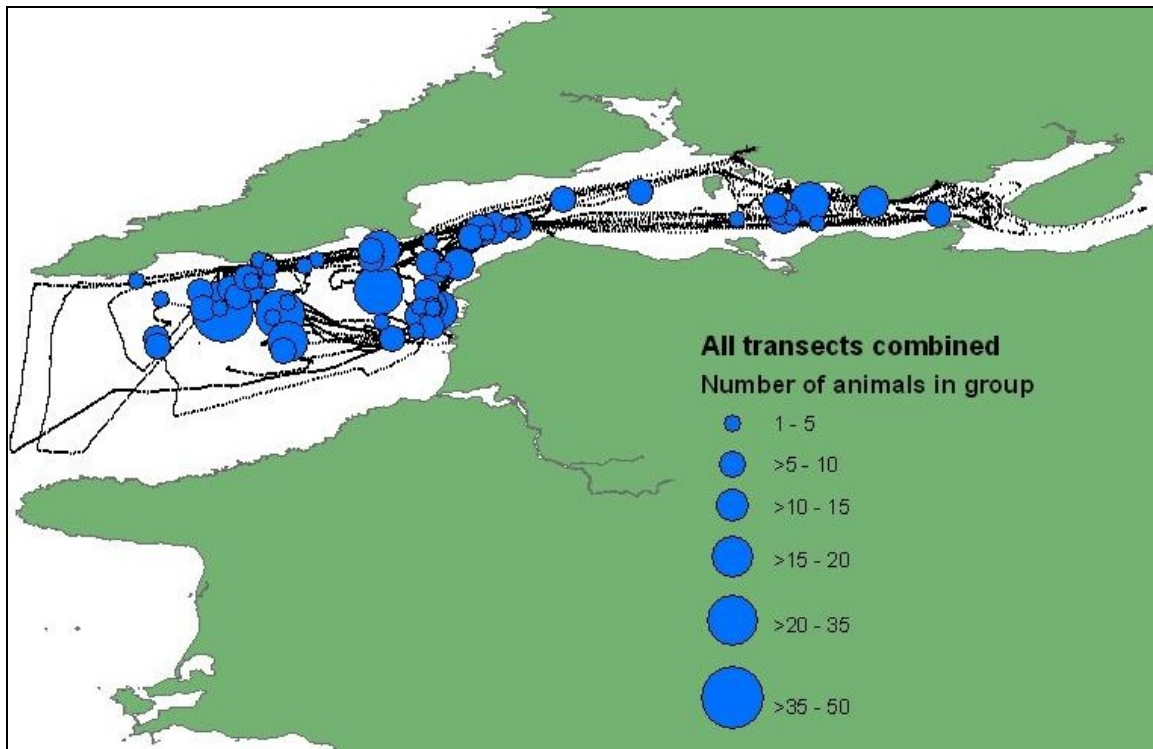 All transects combined
Number of animals in group
1 - 5
>5 - 10
>10 - 15
>15 - 20
>20 - 35
>35 - 50